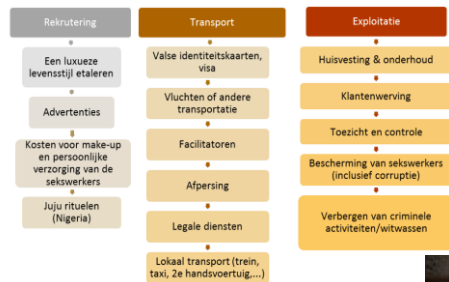 Rekrutering
Een luxueze
levensstijl etaleren
Advertenties
Kosten voor make-up
en persoonlijke
verzorging van de
sekswerkers
Juju rituelen
(Nigeria)
Transport
Valse identiteitskaarten,
visa
Vluchten of andere
transportatie
Facilitatoren
Afpersing
Legale diensten
Lokaal transport (trein,
taxi, 2e handsvoertuig,...)
Exploitatie
Huisvesting & onderhoud
Klantenwerving
Toezicht en controle
Bescherming van sekswerkers
(inclusief corruptie)
Verbergen van criminele
activiteiten/witwassen